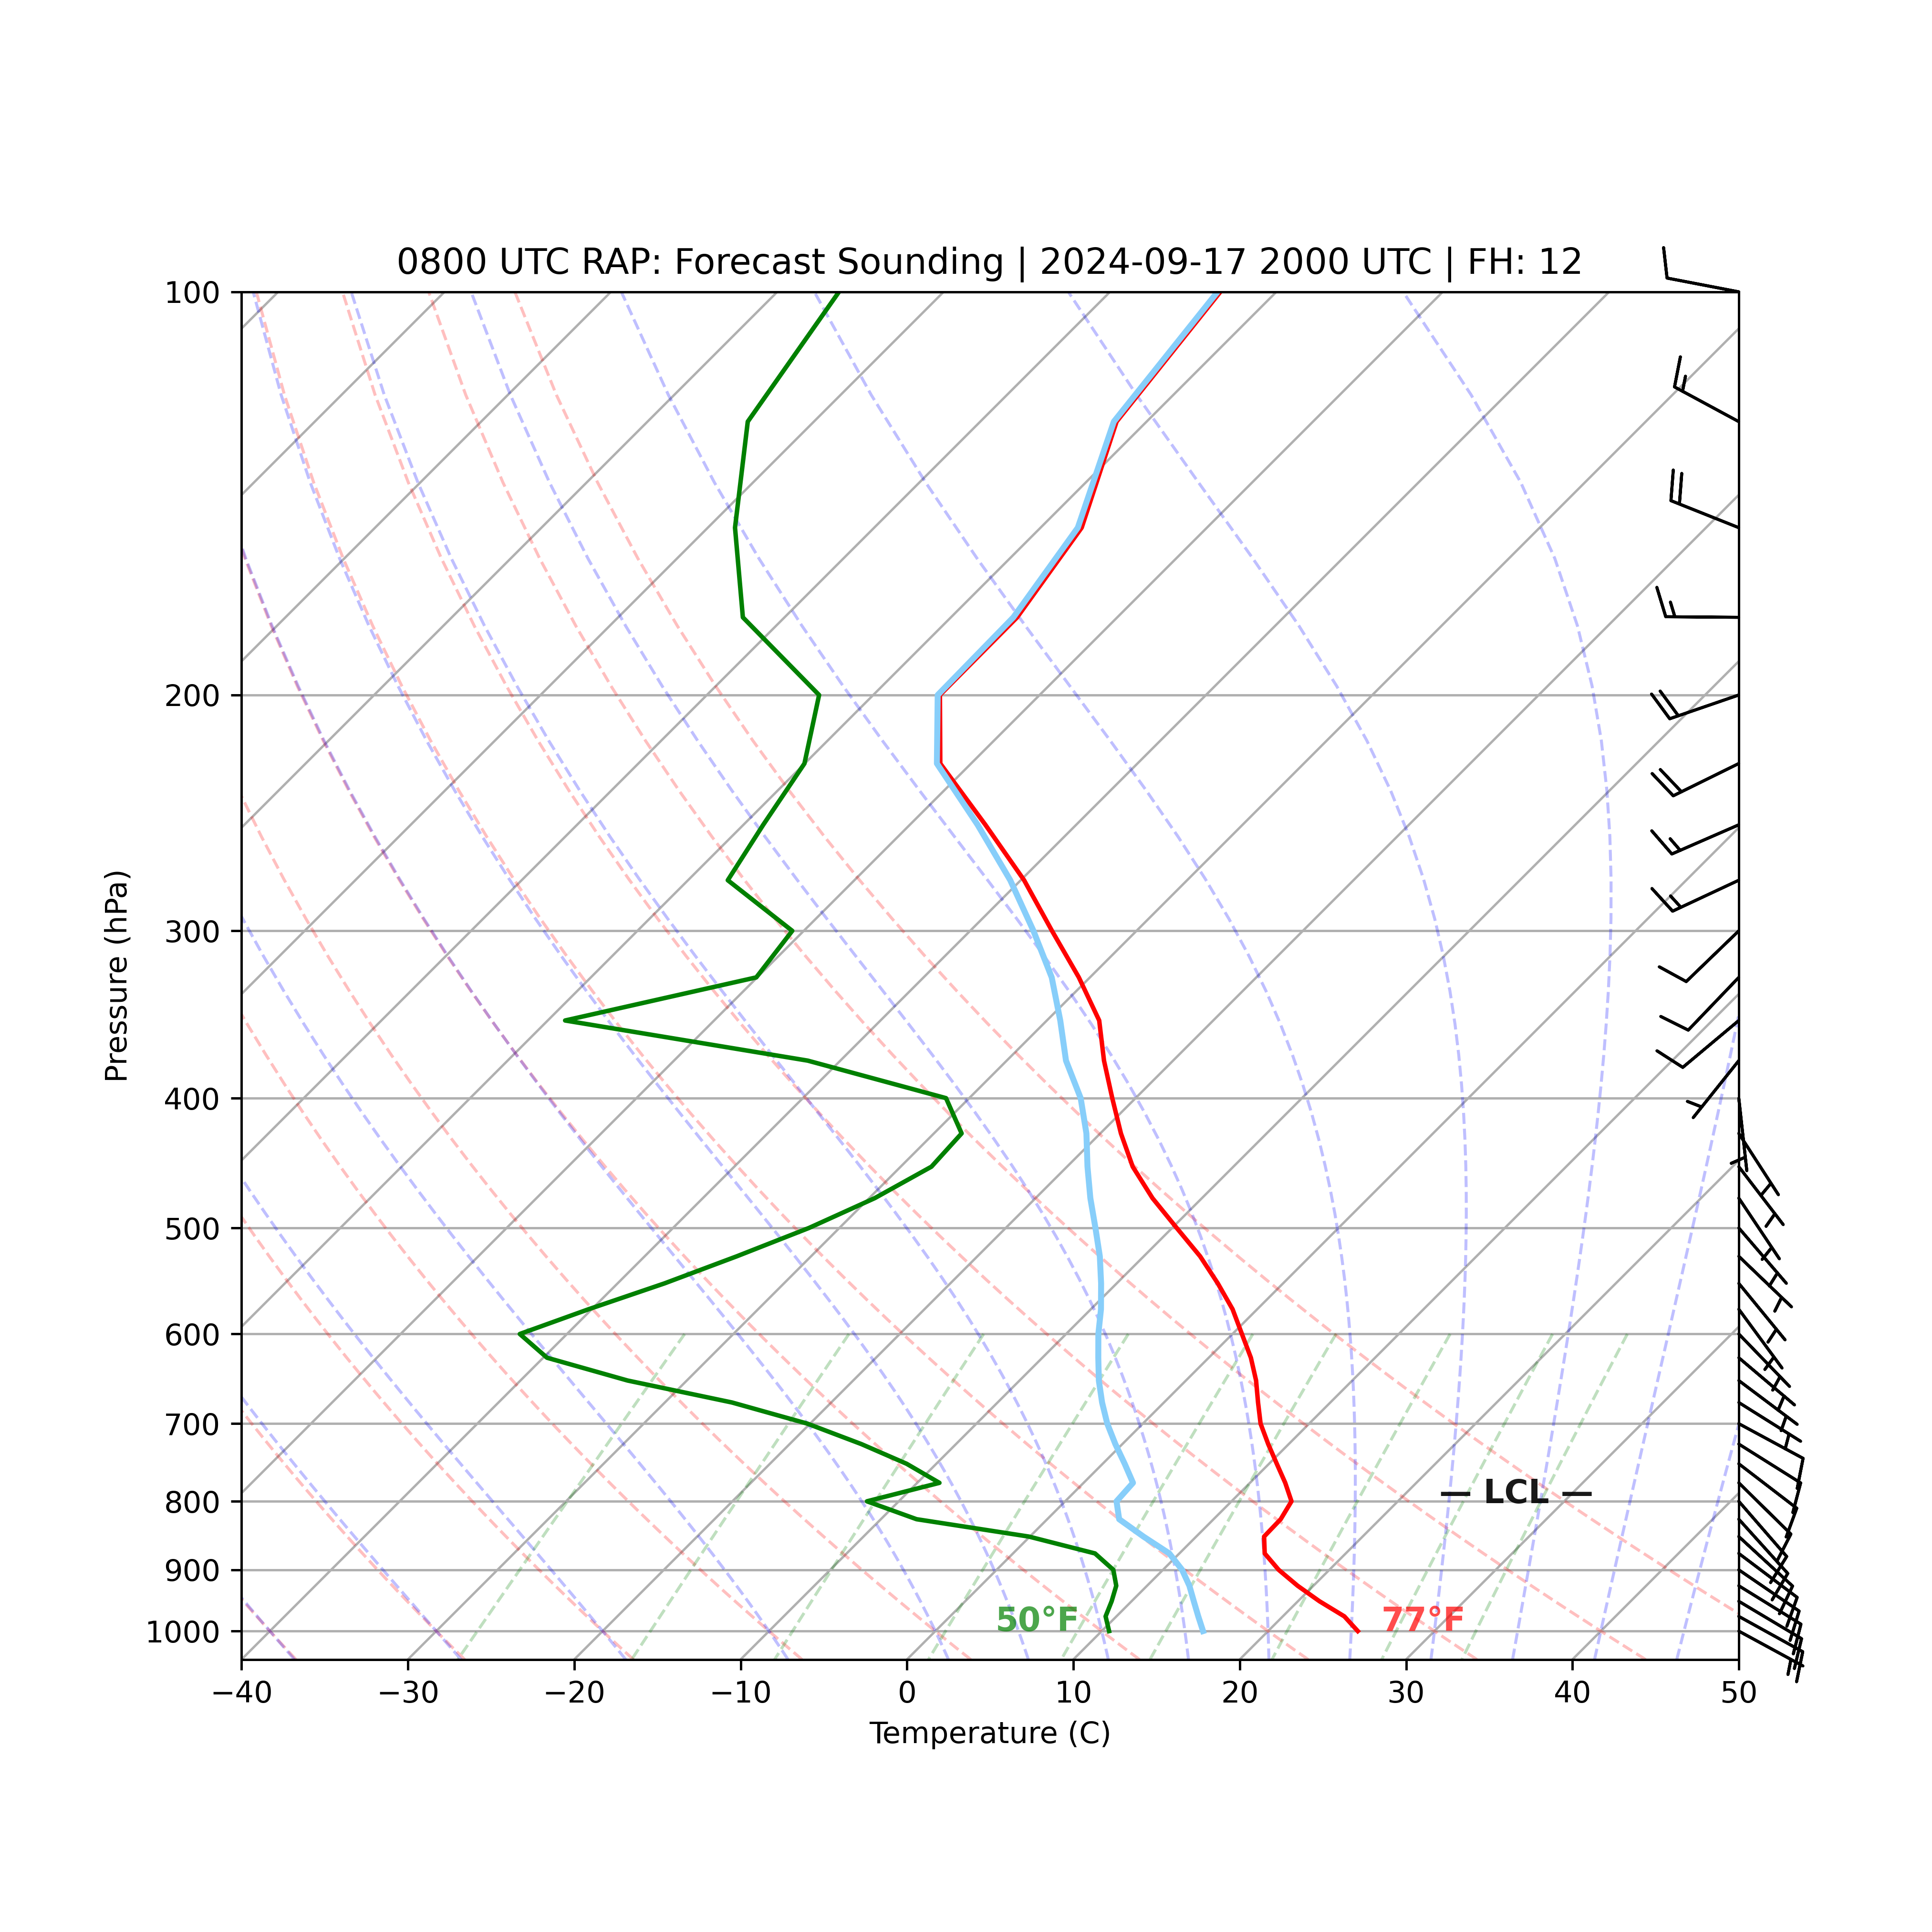 0800 UTC RAP: Forecast Sounding | 2024-09-17 2000 UTC | FH: 12
100
200
300
400
500
600
700
800
900
1000
Pressure (hPa)
— LCL —
50°F
77°F
−40 −30 −20 −10 0 10 20 30 40 50
Temperature (C)